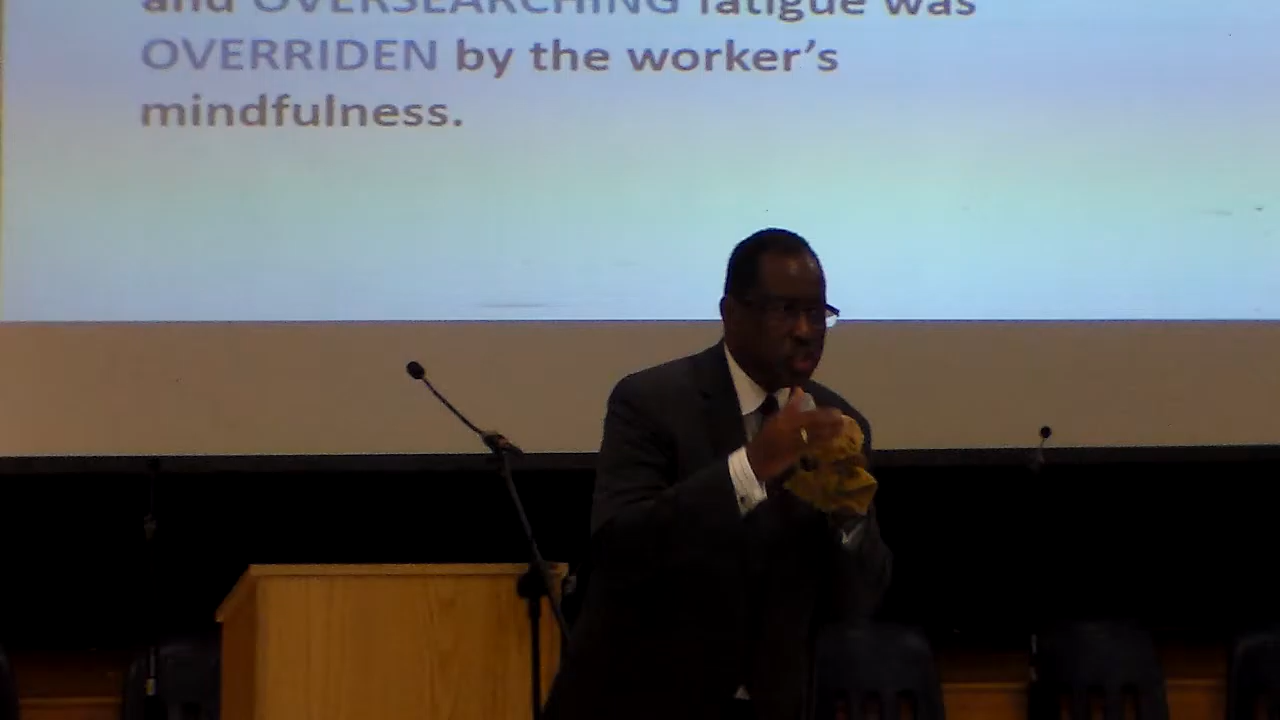 and OVERSEARCHING fatigue was
OVERRIDEN by the worker's
mindfulness.